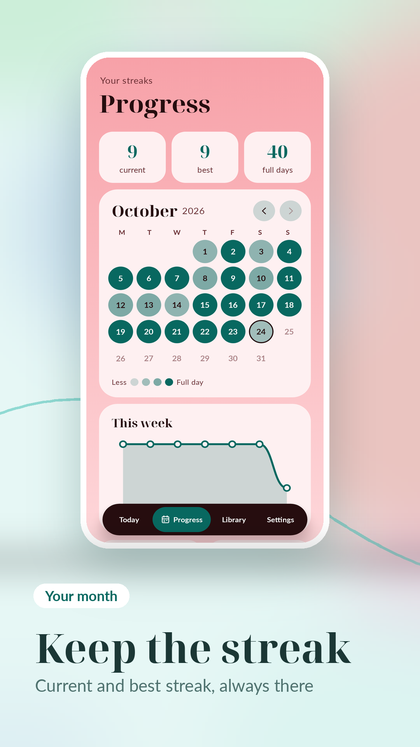 Your streaks
Progress
9 9 40
current best full days
October 2026
M T W T F S S
1 2 3 4
5 6 7 8 9 10 11
12 13 14 15 16 17 18
19 20 21 22 23 24 25
26 27 28 29 30 31
Less Full day
This week
Today Progress Library Settings
Your month
Keep the streak
Current and best streak, always there